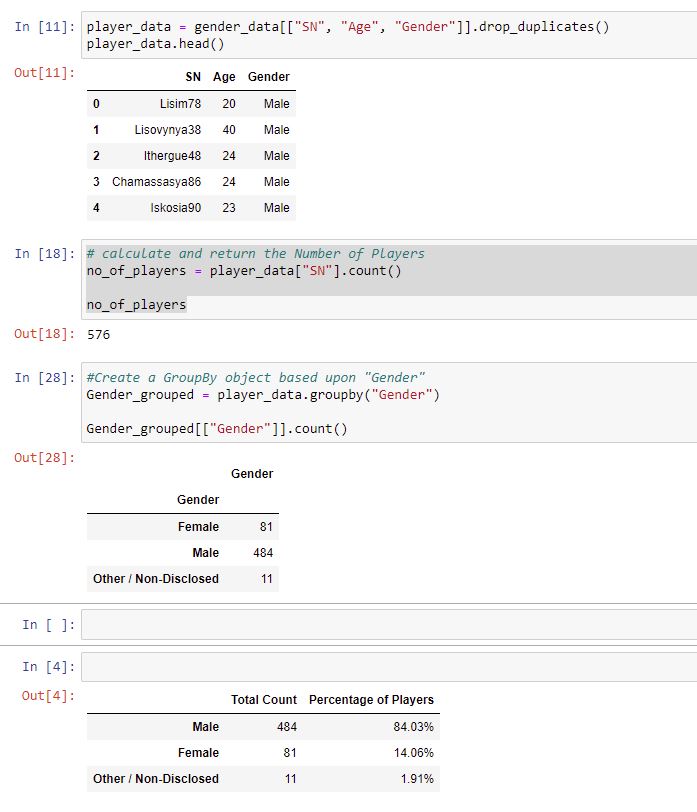 In [11]: player_data = gender_data[["SN", "Age", "Gender"]].drop_duplicates()
player_data.head()
Out[11]:
SN Age Gender
0 Lisim78 20 Male
1 Lisovynya38 40 Male
2 Ithergue48 24 Male
3 Chamassasya86 24 Male
4 Iskosia90 23 Male
In [18]: # calculate and return the Number of Players
no_of_players = player_data["SN"].count()
no_of_players
Out[18]: 576
In [28]: #Create a GroupBy object based upon "Gender"
Gender_grouped = player_data.groupby("Gender")
Gender_grouped[["Gender"]].count()
Out[28]:
Gender
Gender
Female 81
Male 484
Other / Non-Disclosed 11
In [ ]:
In [4]:
Out[4]:
Total Count Percentage of Players
Male 484 84.03%
Female 81 14.06%
Other / Non-Disclosed 11 1.91%